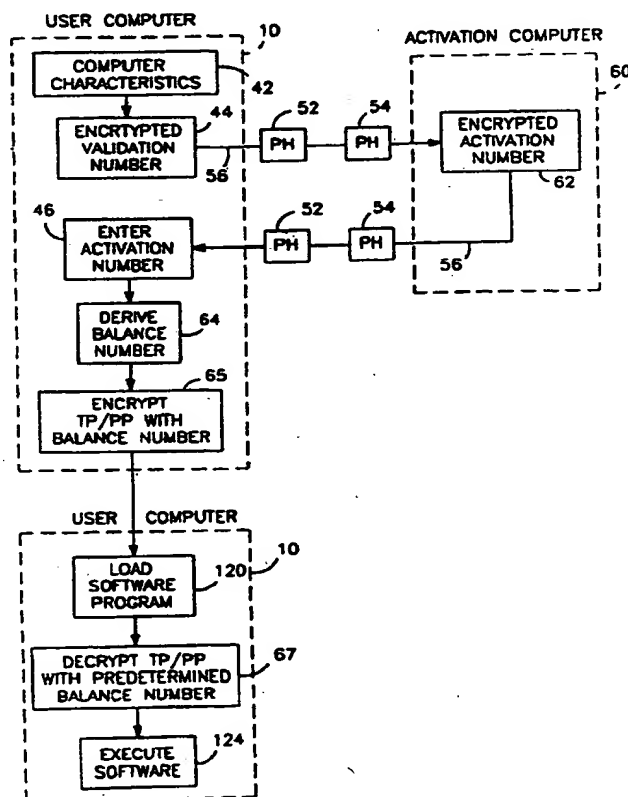 USER COMPUTER
10
COMPUTER
CHARACTERISTICS
42
44
ENCRTYPTED
VALIDATION
NUMBER
56
52
PH
54
PH
ACTIVATION COMPUTER
60
ENCRYPTED
ACTIVATION
NUMBER
62
46
ENTER
ACTIVATION
NUMBER
52
PH
54
PH
56
DERIVE
BALANCE
NUMBER
64
65
ENCRYPT
TP/PP WITH
BALANCE NUMBER
USER COMPUTER
10
LOAD
SOFTWARE
PROGRAM
120
DECRYPT TP/PP
WITH PREDETERMINED
BALANCE NUMBER
67
EXECUTE
SOFTWARE
124